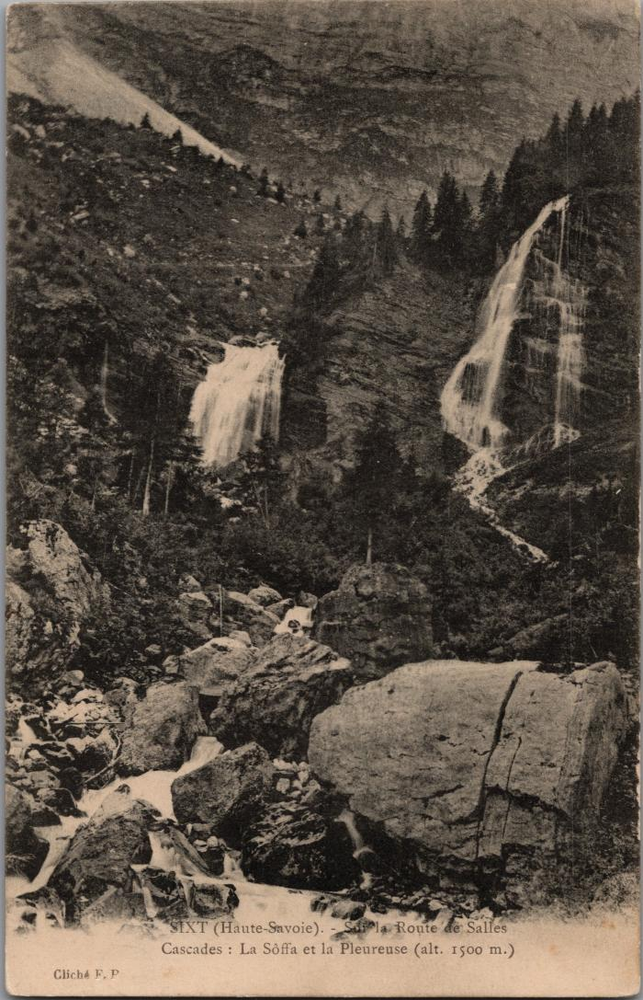 SIXT (Haute-Savoie). - Sur la Route de Salles
Cascades : La Sôffa et la Pleureuse (alt. 1500 m.)
Cliché F. P